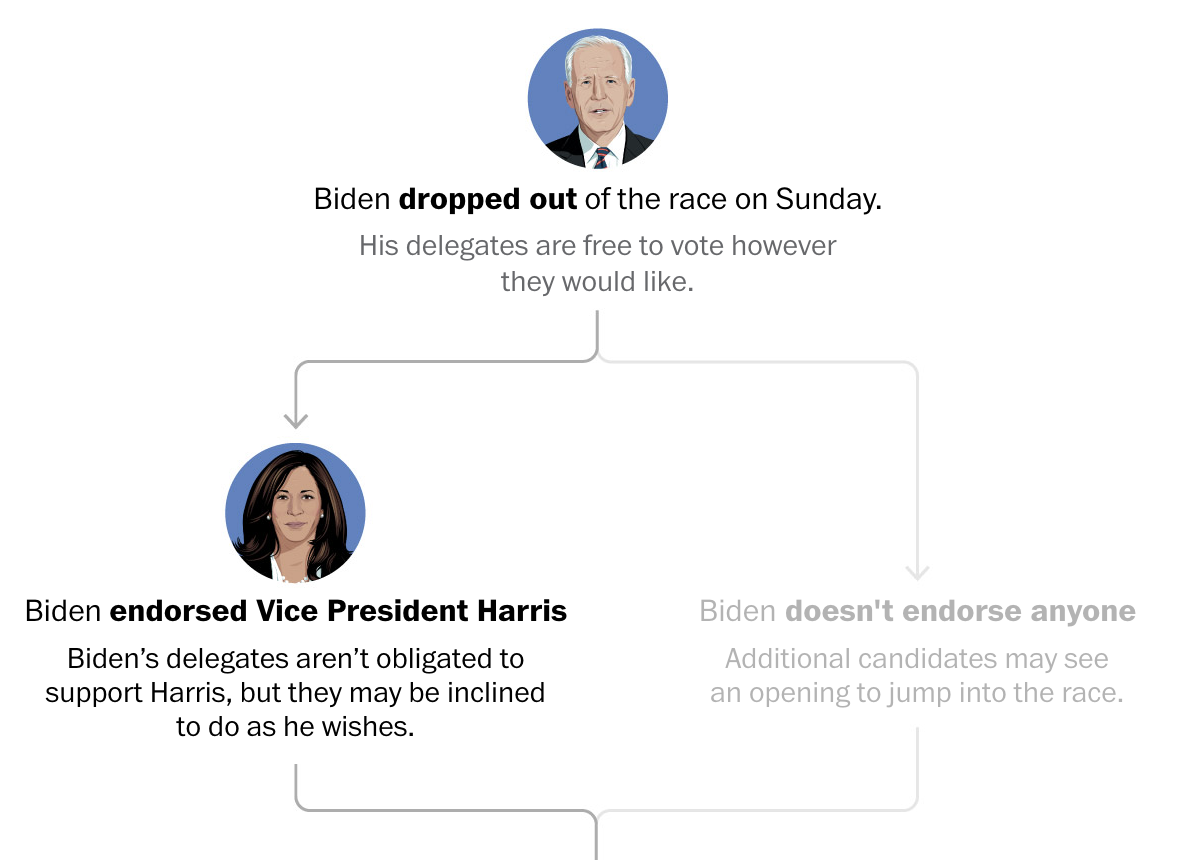 Biden dropped out of the race on Sunday.
His delegates are free to vote however
they would like.
Biden endorsed Vice President Harris
Biden’s delegates aren’t obligated to
support Harris, but they may be inclined
to do as he wishes.
Biden doesn't endorse anyone
Additional candidates may see
an opening to jump into the race.